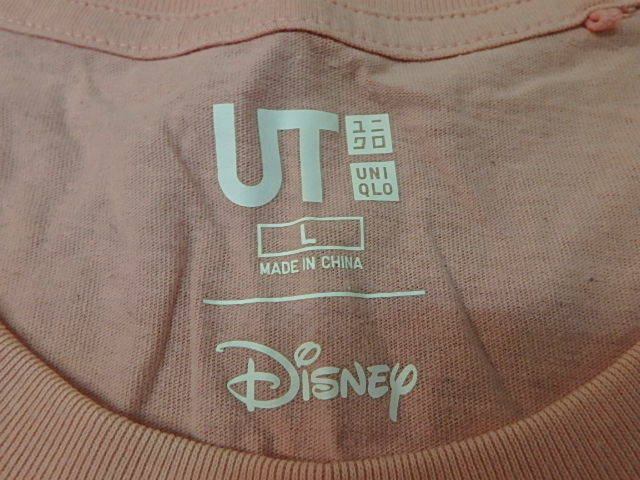 UT
ユニ
クロ
UNI
QLO
L
MADE IN CHINA
DISNEY